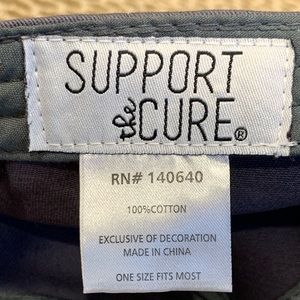 SUPPORT
the CURE®
RN# 140640
100%COTTON
EXCLUSIVE OF DECORATION
MADE IN CHINA
ONE SIZE FITS MOST